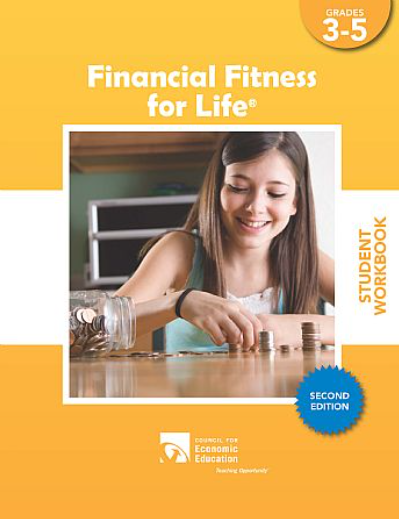 GRADES
3-5
Financial Fitness
for Life®
STUDENT
WORKBOOK
SECOND
EDITION
COUNCIL FOR
Economic
Education
Teaching Opportunity®